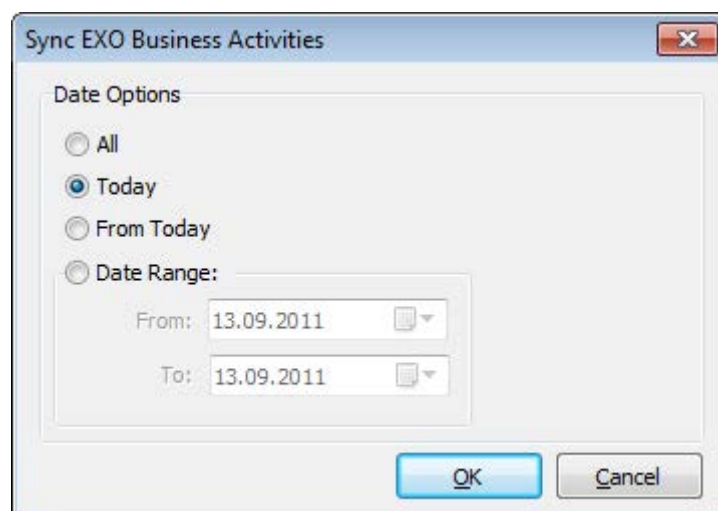 Sync EXO Business Activities
Date Options
All
Today
From Today
Date Range:
From: 13.09.2011
To: 13.09.2011
OK Cancel